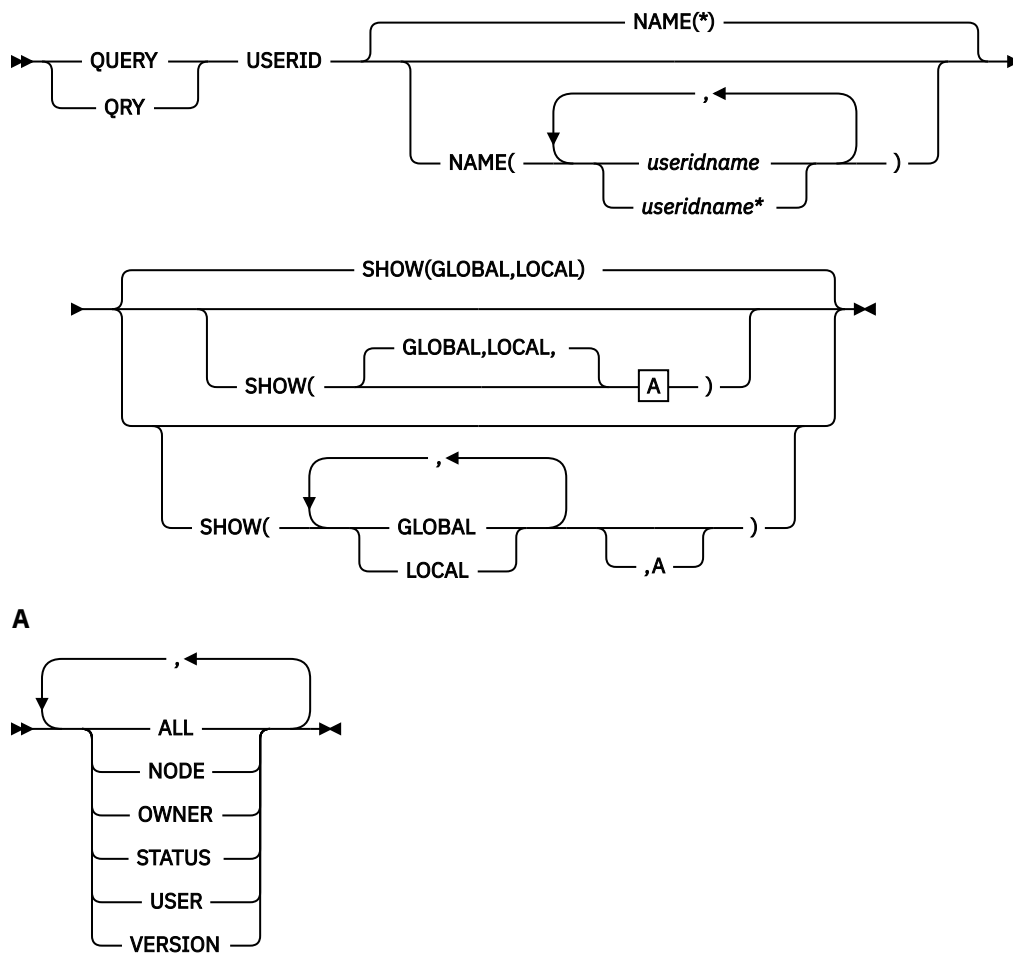 NAME(*)
QUERY USERID
QRY
,
NAME( useridname )
useridname*
SHOW(GLOBAL,LOCAL)
GLOBAL,LOCAL,
SHOW( A )
,
SHOW( GLOBAL )
LOCAL ,A
A
,
ALL
NODE
OWNER
STATUS
USER
VERSION